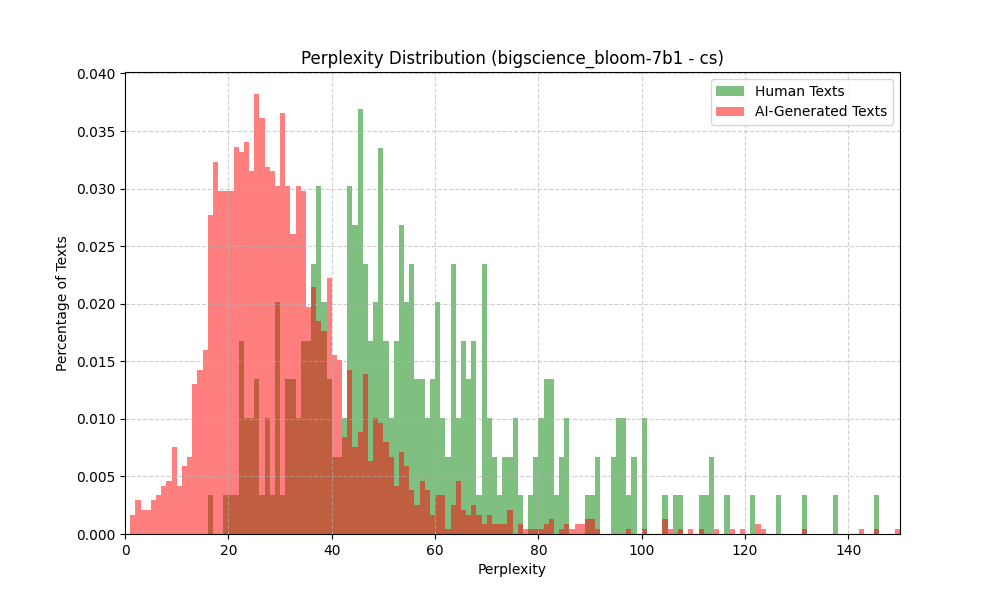 Perplexity Distribution (bigscience_bloom-7b1 - cs)
Human Texts
AI-Generated Texts
Percentage of Texts
0.040
0.035
0.030
0.025
0.020
0.015
0.010
0.005
0.000
0 20 40 60 80 100 120 140
Perplexity